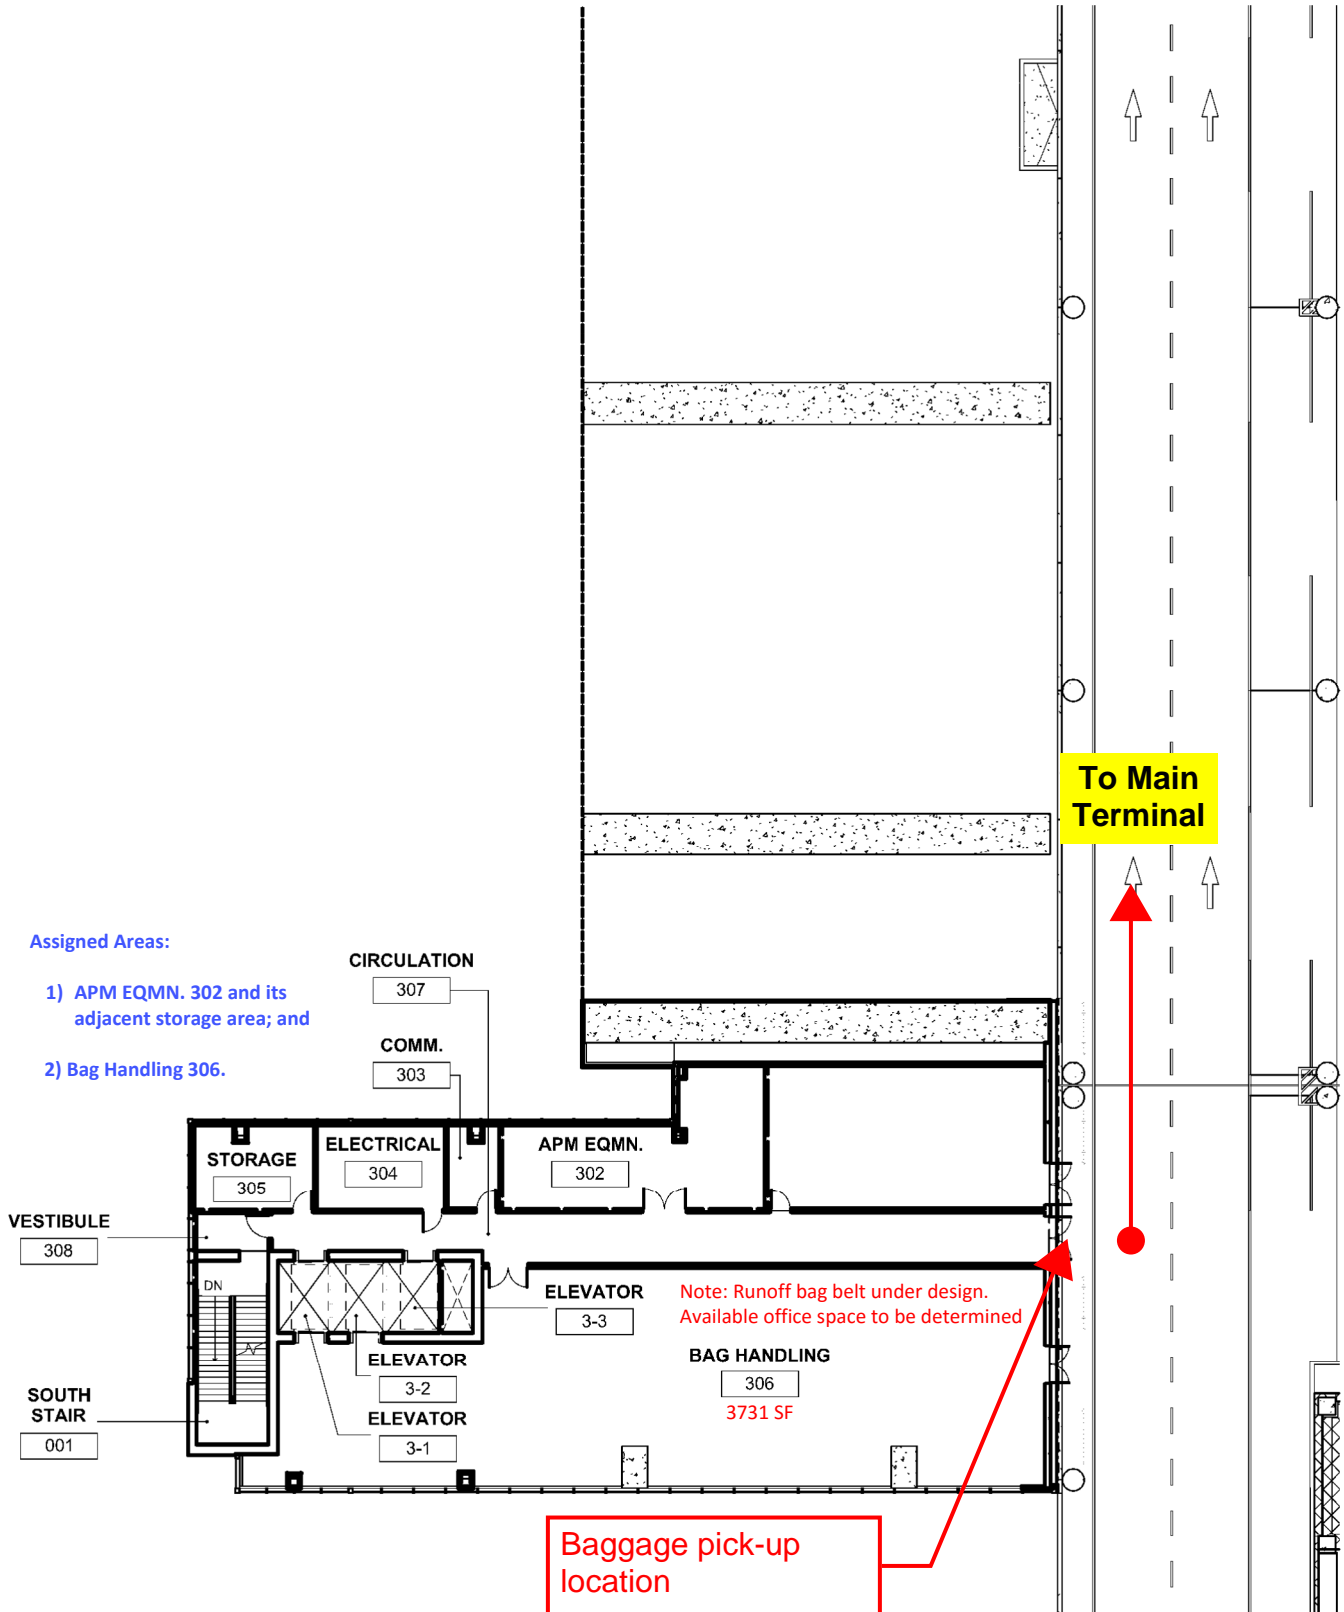 To Main
Terminal
Assigned Areas:
1) APM EQMN. 302 and its
adjacent storage area; and
2) Bag Handling 306.
CIRCULATION
307
COMM.
303
STORAGE
305
ELECTRICAL
304
APM EQMN.
302
VESTIBULE
308
DN
ELEVATOR
3-3
Note: Runoff bag belt under design.
Available office space to be determined
ELEVATOR
3-2
BAG HANDLING
306
3731 SF
SOUTH
STAIR
001
ELEVATOR
3-1
Baggage pick-up
location